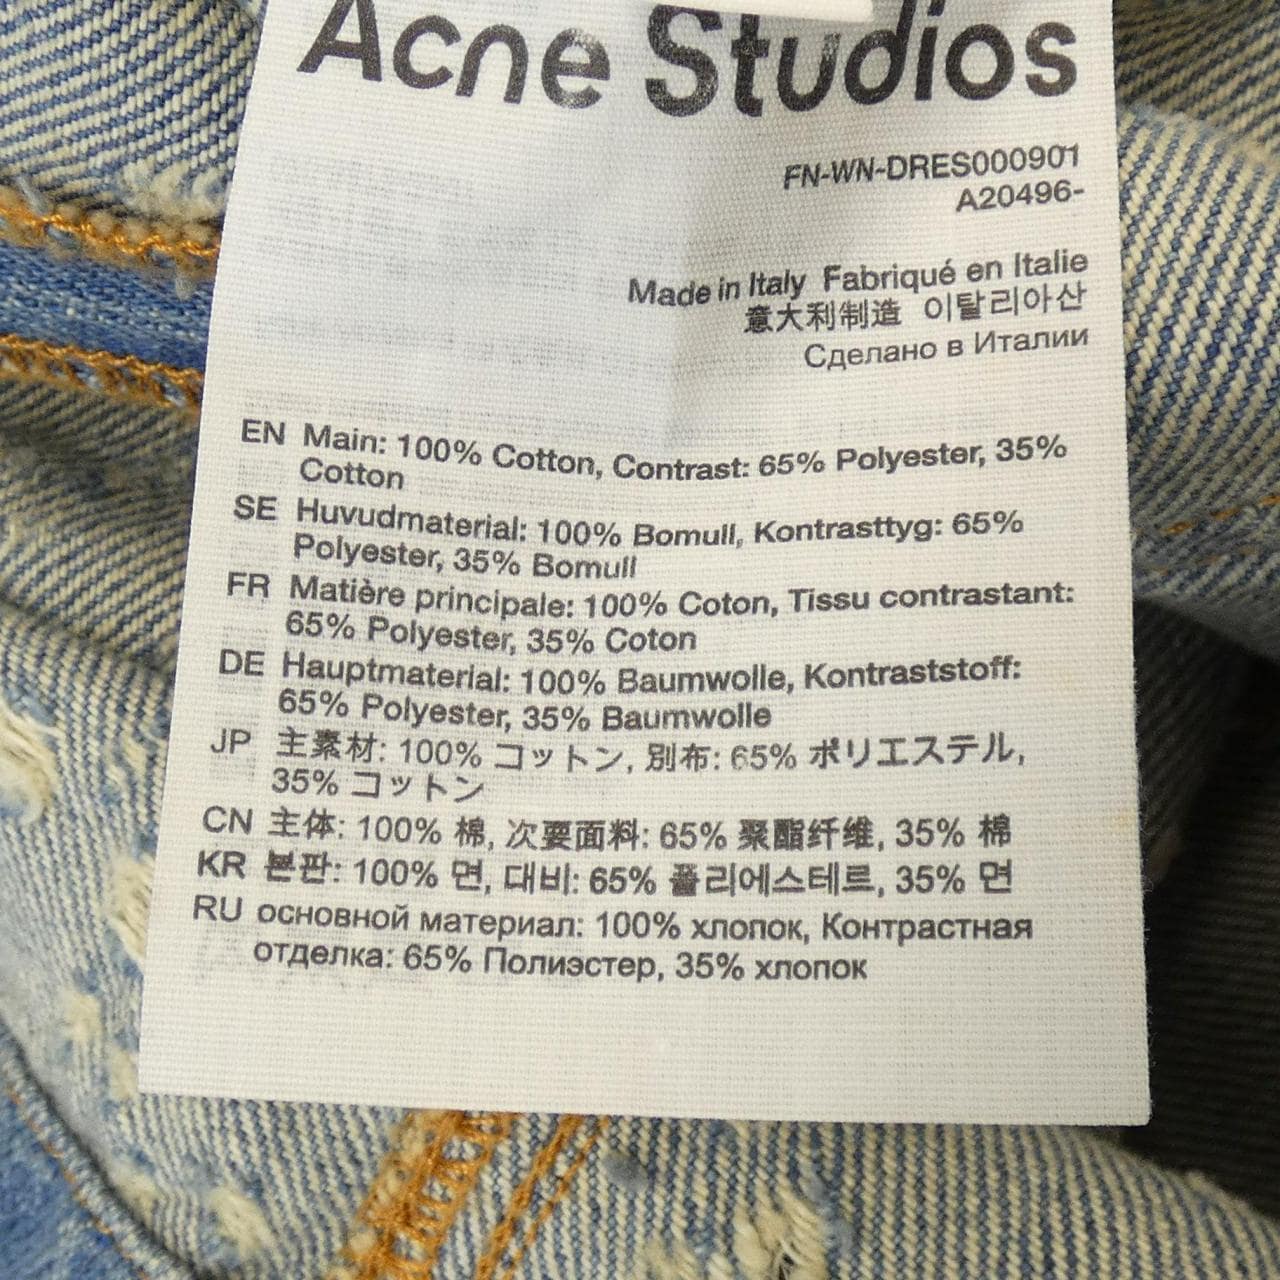 Acne Studios
FN-WN-DRES000901
A20496-
Made in Italy Fabriqué en Italie
意大利制造 이탈리아산
Сделано в Италии
EN Main: 100% Cotton, Contrast: 65% Polyester, 35%
Cotton
SE Huvudmaterial: 100% Bomull, Kontrasttyg: 65%
Polyester, 35% Bomull
FR Matière principale: 100% Coton, Tissu contrastant:
65% Polyester, 35% Coton
DE Hauptmaterial: 100% Baumwolle, Kontraststoff:
65% Polyester, 35% Baumwolle
JP 主素材: 100% コットン, 別布: 65% ポリエステル,
35% コットン
CN 主体: 100% 棉, 次要面料: 65% 聚酯纤维, 35% 棉
KR 본판: 100% 면, 대비: 65% 폴리에스테르, 35% 면
RU основной материал: 100% хлопок, Контрастная
отделка: 65% Полиэстер, 35% хлопок